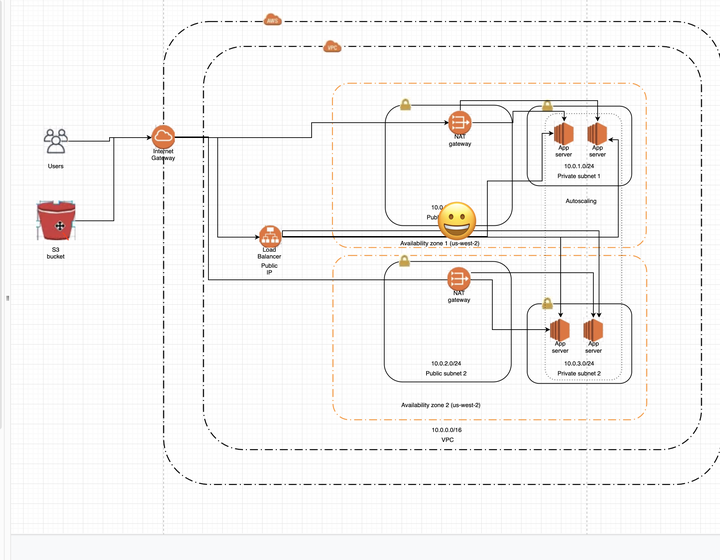 AWS
VPC
Users
Internet
Gateway
NAT
gateway
App
server
App
server
10.0.1.0/24
Private subnet 1
Autoscaling
10.0.
S3
bucket
Load
Balancer
Public
IP
Availability zone 1 (us-west-2)
NAT
gateway
App
server
App
server
10.0.2.0/24
Public subnet 2
10.0.3.0/24
Private subnet 2
Availability zone 2 (us-west-2)
10.0.0.0/16
VPC